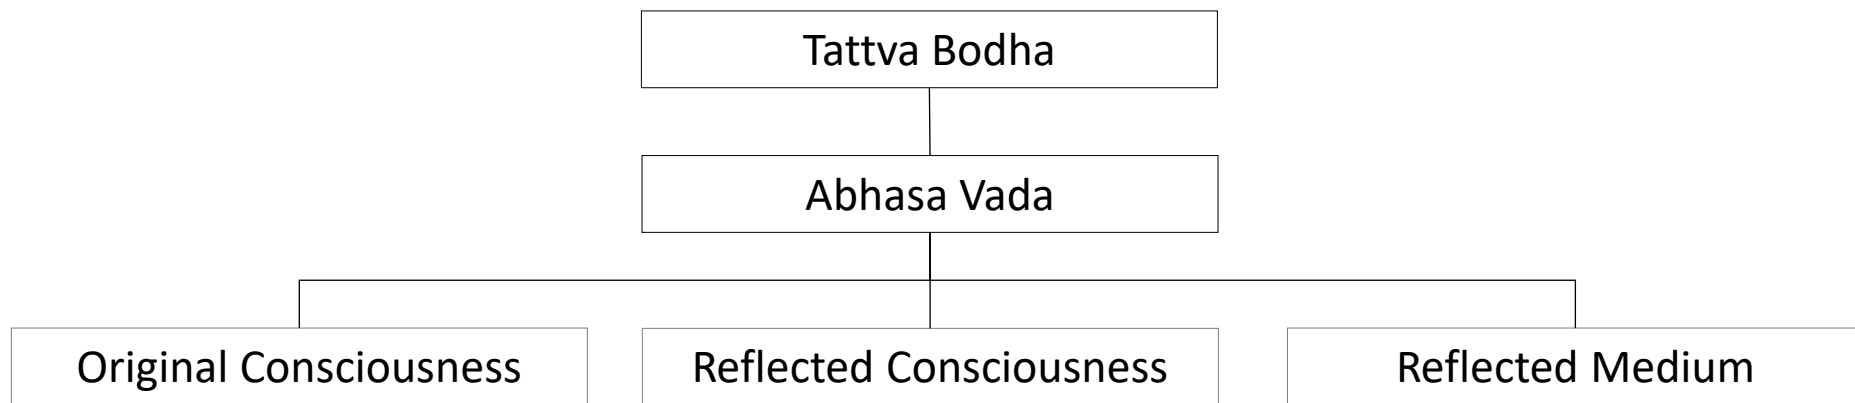 Tattva Bodha
Abhasa Vada
Original Consciousness
Reflected Consciousness
Reflected Medium